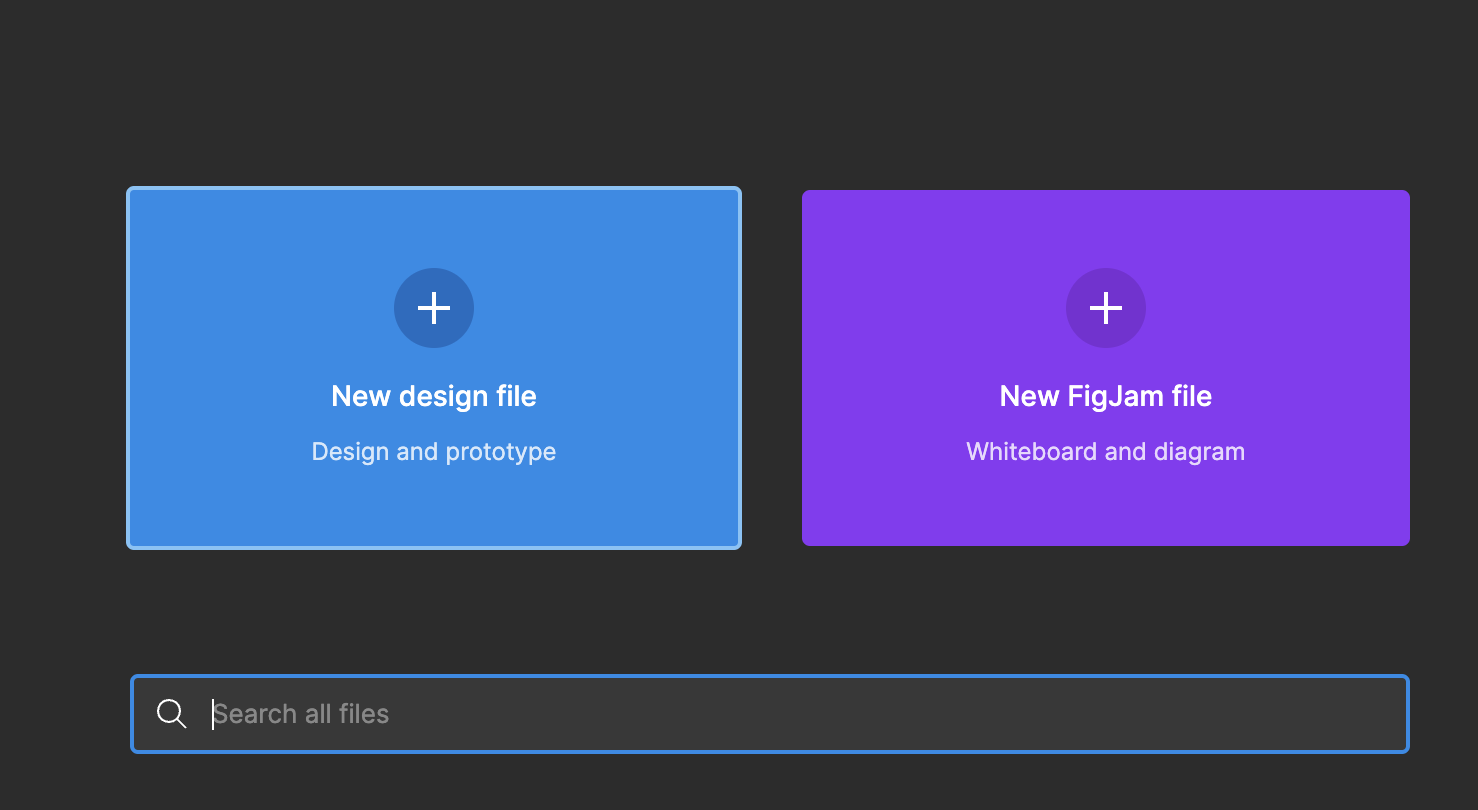 New design file
Design and prototype
New FigJam file
Whiteboard and diagram
Search all files